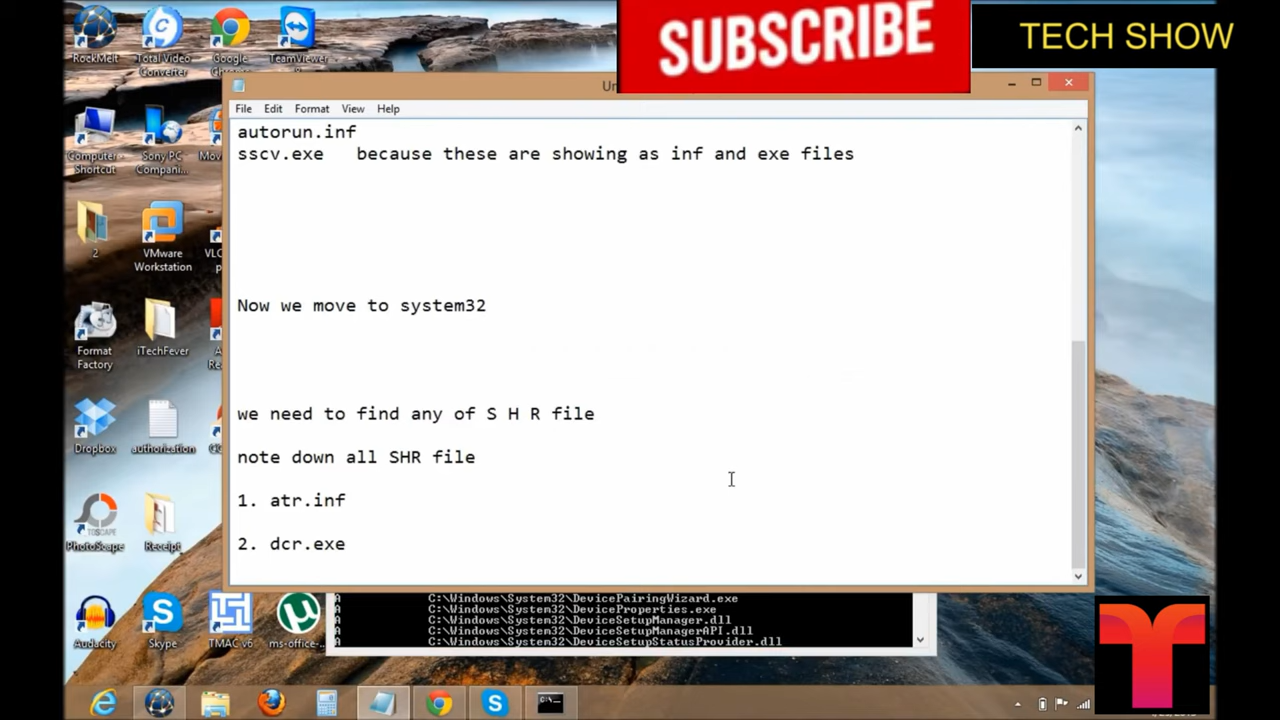 SUBSCRIBE
TECH SHOW
RockMelt
Total Video
Converter
Google
TeamViewer
File Edit Format View Help
autorun.inf
sscv.exe because these are showing as inf and exe files
Now we move to system32
we need to find any of S H R file
note down all SHR file
1. atr.inf
2. dcr.exe
Computer
Shortcut
Sony PC
Compani...
2
VMware
Workstation
Format
Factory
iTechFever
Dropbox
authorization
PhotoScape
Receipt
Audacity
Skype
TMAC v6
ms-office-...
A C:\Windows\System32\DevicePairingWizard.exe
A C:\Windows\System32\DeviceProperties.exe
A C:\Windows\System32\DeviceSetupManager.dll
A C:\Windows\System32\DeviceSetupManagerAPI.dll
A C:\Windows\System32\DeviceSetupStatusProvider.dll